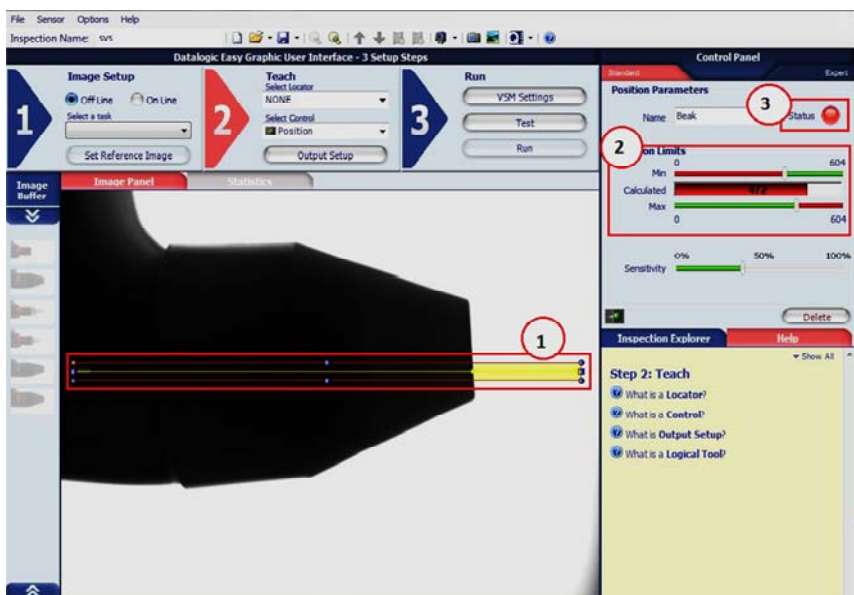 File Sensor Options Help
Inspection Name: svs
Datalogic Easy Graphic User Interface - 3 Setup Steps
1
Image Setup
Off Line On Line
Select a task
Set Reference Image
2
Teach
Select Locator
NONE
Select Control
Position
Output Setup
3
Run
VSM Settings
Test
Run
Control Panel
Standard Expert
Position Parameters
Name Beak
3 Status
2
on Limits
0 604
Min
Calculated 472
Max
0 604
0% 50% 100%
Sensitivity
Delete
Image Buffer
Image Panel Statistics
1
Inspection Explorer Help
Show All
Step 2: Teach
What is a Locator?
What is a Control?
What is Output Setup?
What is a Logical Tool?